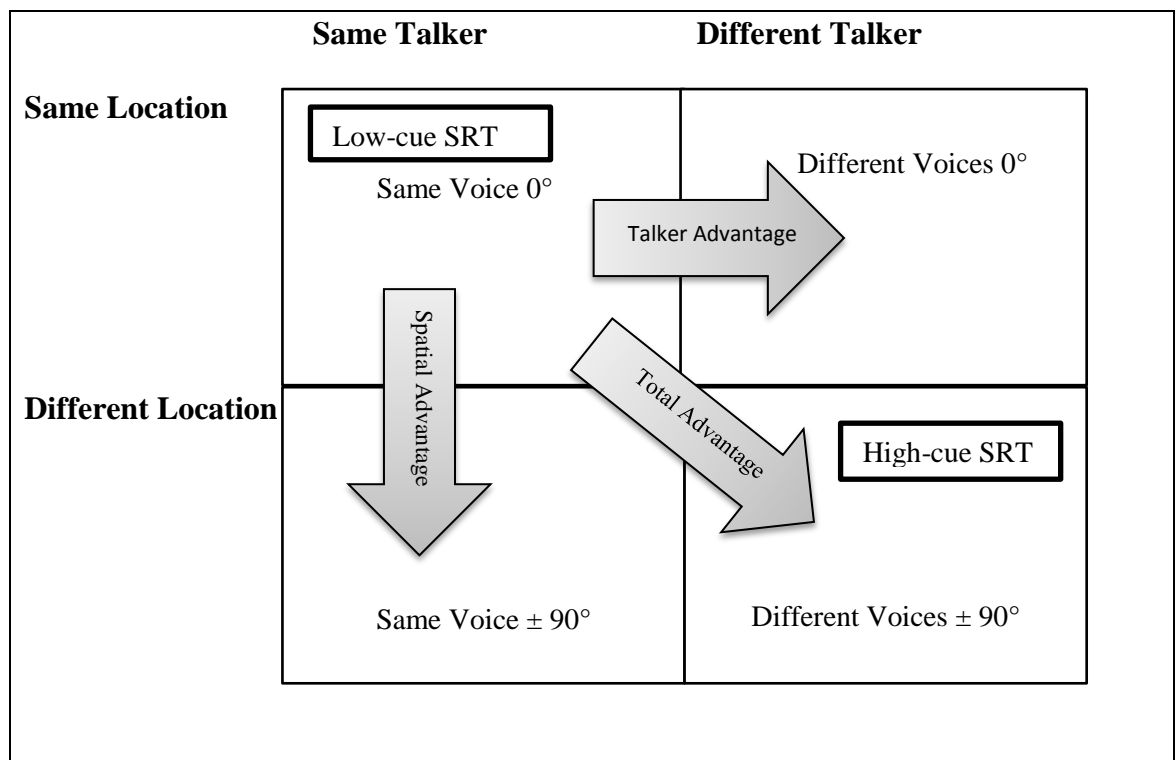 Same Talker
Different Talker
Same Location
Low-cue SRT
Same Voice 0°
Different Voices 0°
Talker Advantage
Spatial Advantage
Total Advantage
Different Location
High-cue SRT
Same Voice ± 90°
Different Voices ± 90°